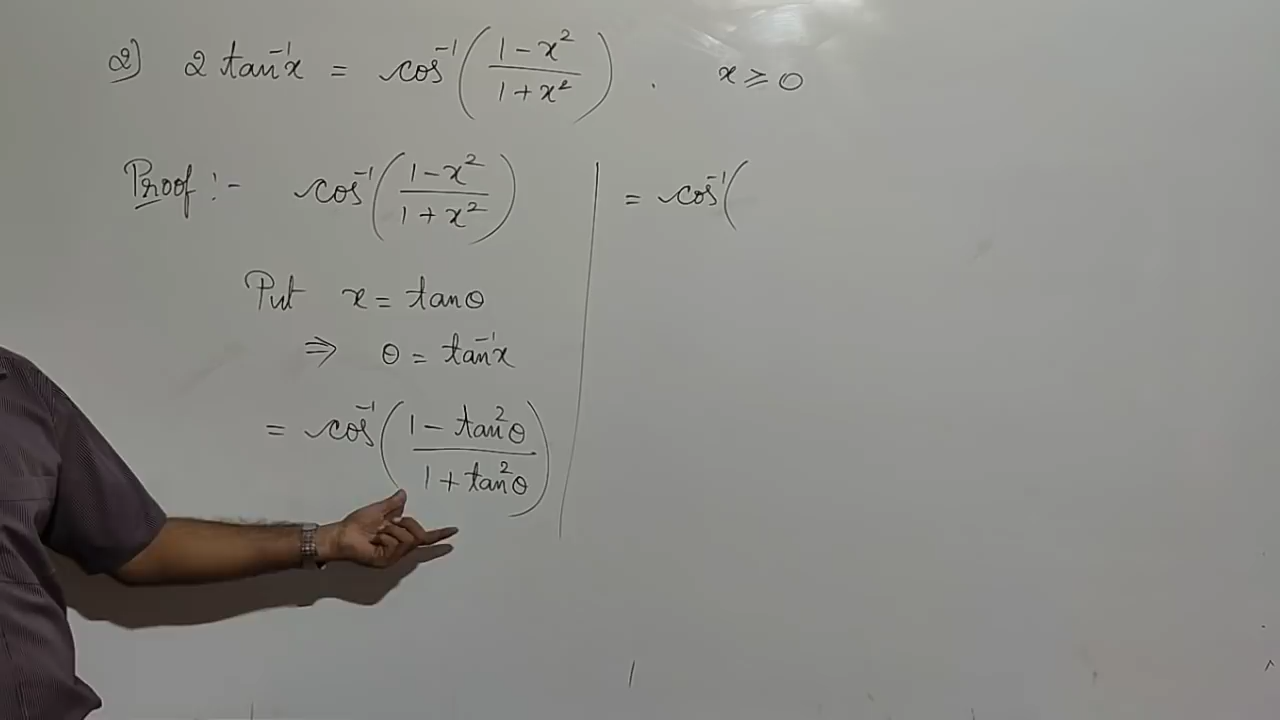 2) 2 tan⁻¹x = cos⁻¹((1-x²)/(1+x²)) . x ≥ 0
Proof :- cos⁻¹((1-x²)/(1+x²))
Put x = tanθ
⇒ θ = tan⁻¹x
= cos⁻¹((1 - tan²θ)/(1 + tan²θ))
= cos⁻¹(